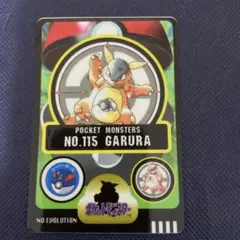 POCKET MONSTERS
NO.115 GARURA
NO EVOLUTION